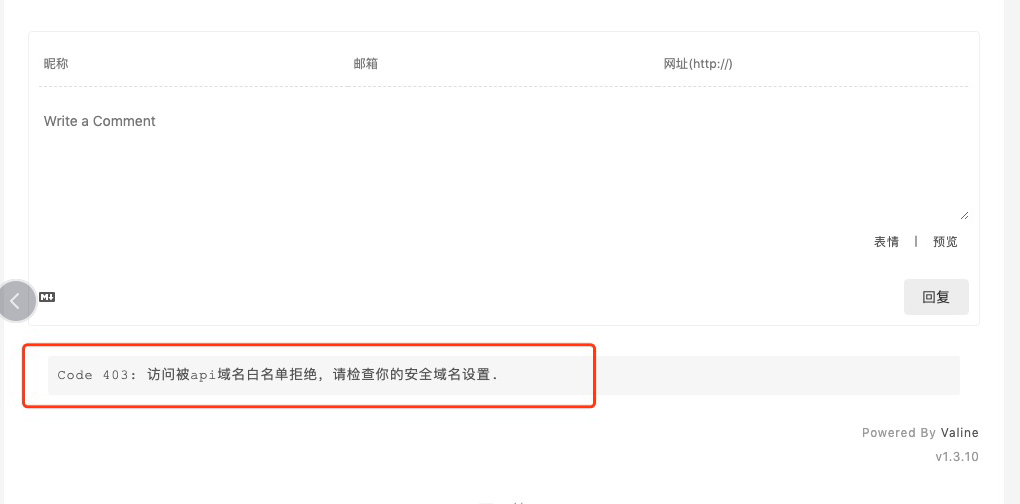 昵称 邮箱 网址(http://)
Write a Comment
表情 | 预览
M↓ 回复
Code 403: 访问被api域名白名单拒绝，请检查你的安全域名设置.
Powered By Valine
v1.3.10